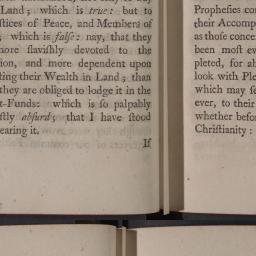 Land; which is true: but to
stices of Peace, and Members of
; which is false: nay, that they
more slavishly devoted to the
ion, and more dependent upon
ting their Wealth in Land; than
they are obliged to lodge it in the
-Funds: which is so palpably
stly absurd; that I have stood
earing it.
If
Prophesies con
their Accomp
as those concer
been most ev
pleted, for ab
look with Ple
which may se
ever, to their
whether befor
Christianity: